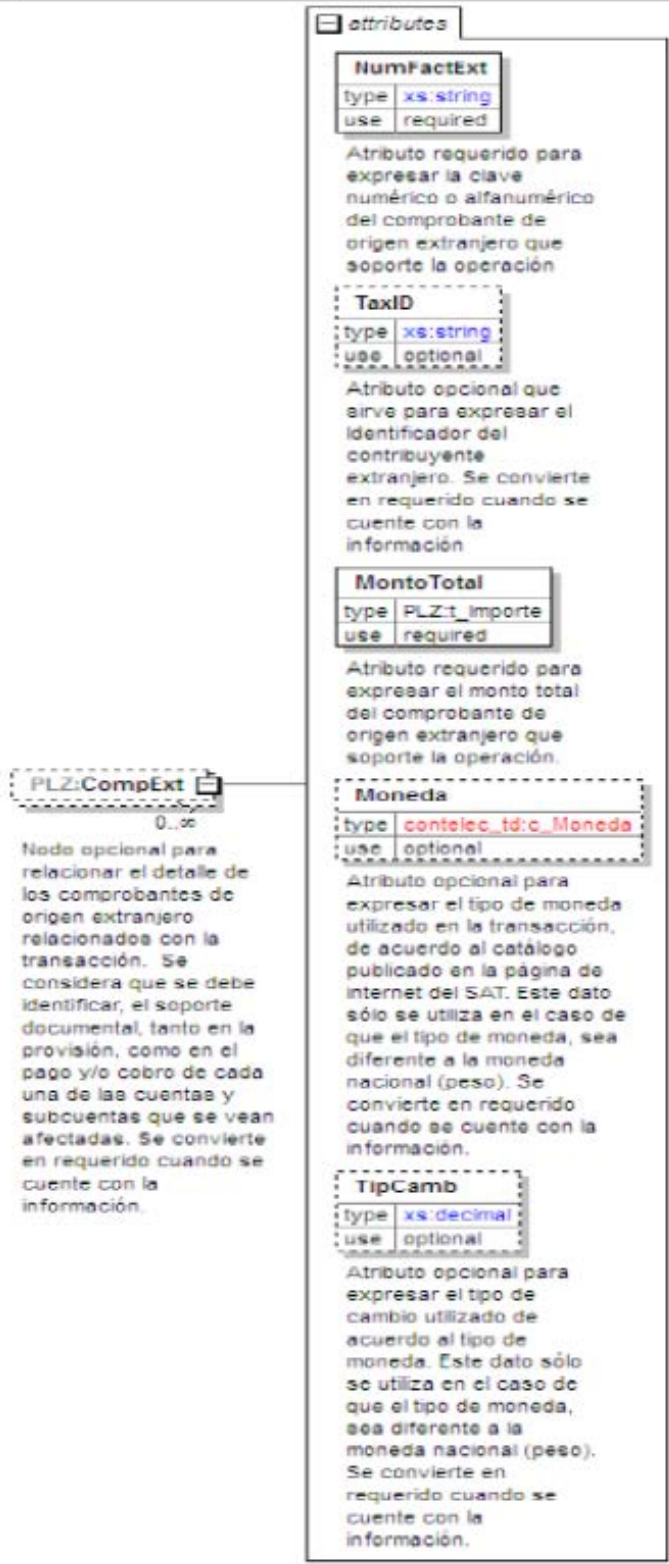 attributes
NumFactExt
type xs:string
use required
Atributo requerido para
expresar la clave
numérico o alfanumérico
del comprobante de
origen extranjero que
soporte la operación
TaxID
type xs:string
use optional
Atributo opcional que
sirve para expresar el
Identificador del
contribuyente
extranjero. Se convierte
en requerido cuando se
cuente con la
información
MontoTotal
type PLZ:t_Importe
use required
Atributo requerido para
expresar el monto total
del comprobante de
origen extranjero que
soporte la operación.
PLZ:CompExt
0..∞
Nodo opcional para
relacionar el detalle de
los comprobantes de
origen extranjero
relacionados con la
transacción. Se
considera que se debe
identificar, el soporte
documental, tanto en la
provisión, como en el
pago y/o cobro de cada
una de las cuentas y
subcuentas que se vean
afectadas. Se convierte
en requerido cuando se
cuente con la
información.
Moneda
type contelec_td:c_Moneda
use optional
Atributo opcional para
expresar el tipo de moneda
utilizado en la transacción,
de acuerdo al catálogo
publicado en la página de
internet del SAT. Este dato
sólo se utiliza en el caso de
que el tipo de moneda, sea
diferente a la moneda
nacional (peso). Se
convierte en requerido
cuando se cuente con la
información.
TipCamb
type xs:decimal
use optional
Atributo opcional para
expresar el tipo de
cambio utilizado de
acuerdo al tipo de
moneda. Este dato sólo
se utiliza en el caso de
que el tipo de moneda,
sea diferente a la
moneda nacional (peso).
Se convierte en
requerido cuando se
cuente con la
información.